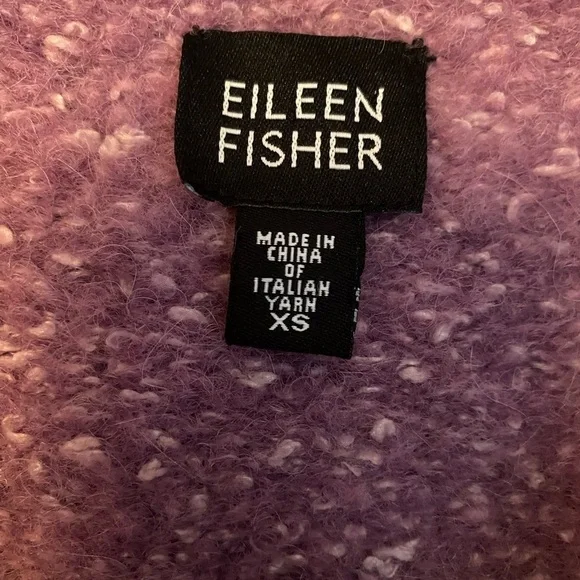 EILEEN
FISHER
MADE IN
CHINA
OF
ITALIAN
YARN
XS